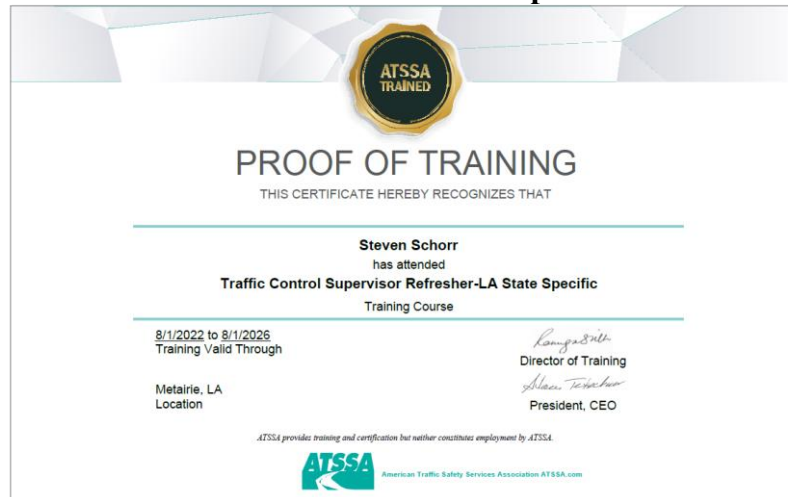 ATSSA
TRAINED
PROOF OF TRAINING
THIS CERTIFICATE HEREBY RECOGNIZES THAT
Steven Schorr
has attended
Traffic Control Supervisor Refresher-LA State Specific
Training Course
8/1/2022 to 8/1/2026
Training Valid Through
Director of Training
Metairie, LA
Location
President, CEO
ATSSA provides training and certification but neither constitutes employment by ATSSA.
ATSSA
American Traffic Safety Services Association ATSSA.com